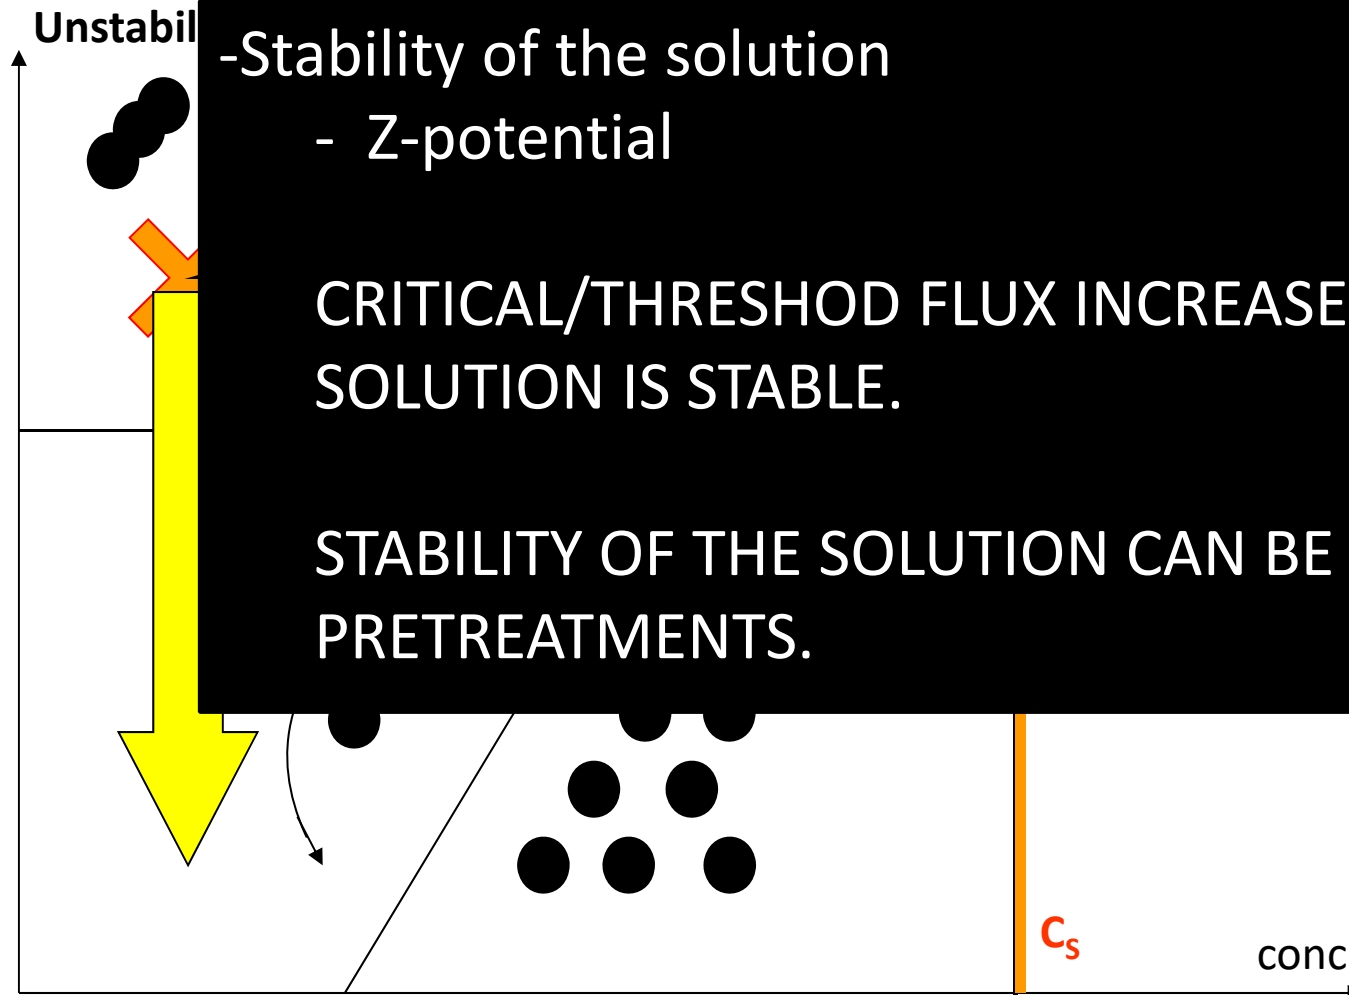 Unstabil
-Stability of the solution
- Z-potential
CRITICAL/THRESHOD FLUX INCREASE
SOLUTION IS STABLE.
STABILITY OF THE SOLUTION CAN BE
PRETREATMENTS.
Cs
conc